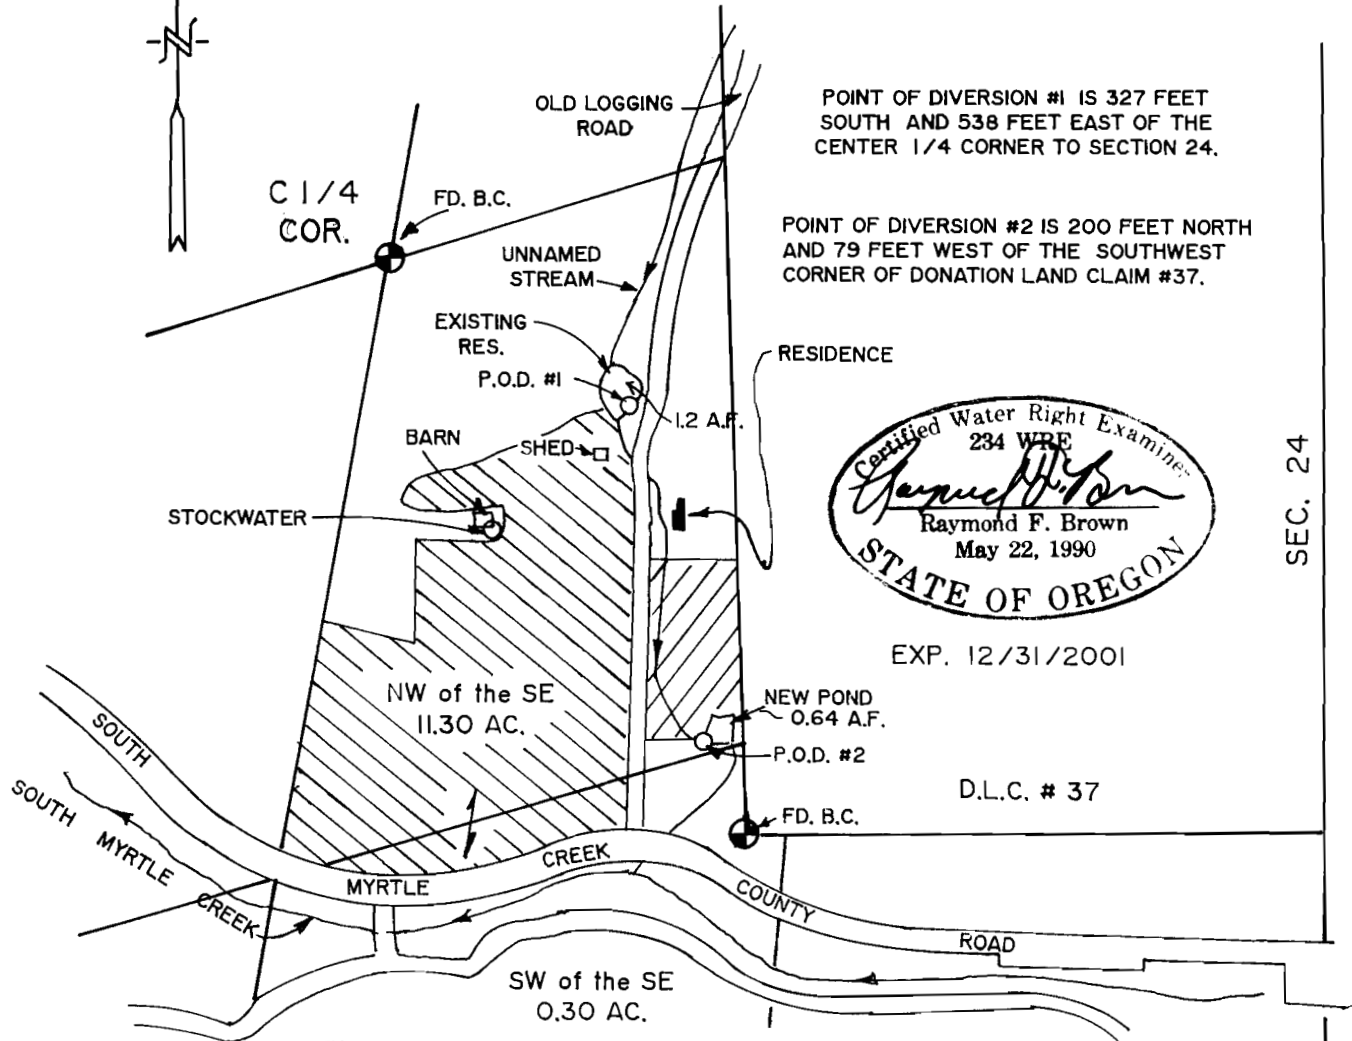 N
OLD LOGGING
ROAD
POINT OF DIVERSION #1 IS 327 FEET
SOUTH AND 538 FEET EAST OF THE
CENTER 1/4 CORNER TO SECTION 24.
C 1/4
COR.
FD. B.C.
POINT OF DIVERSION #2 IS 200 FEET NORTH
AND 79 FEET WEST OF THE SOUTHWEST
CORNER OF DONATION LAND CLAIM #37.
UNNAMED
STREAM
EXISTING
RES.
P.O.D. #1
RESIDENCE
1.2 A.F.
BARN
SHED
STOCKWATER
Certified Water Right Examiner
234 WRE
Raymond F. Brown
May 22, 1990
STATE OF OREGON
SEC. 24
EXP. 12/31/2001
NW of the SE
11.30 AC.
NEW POND
0.64 A.F.
P.O.D. #2
D.L.C. # 37
FD. B.C.
SOUTH MYRTLE CREEK COUNTY ROAD
SOUTH MYRTLE CREEK
SW of the SE
0.30 AC.